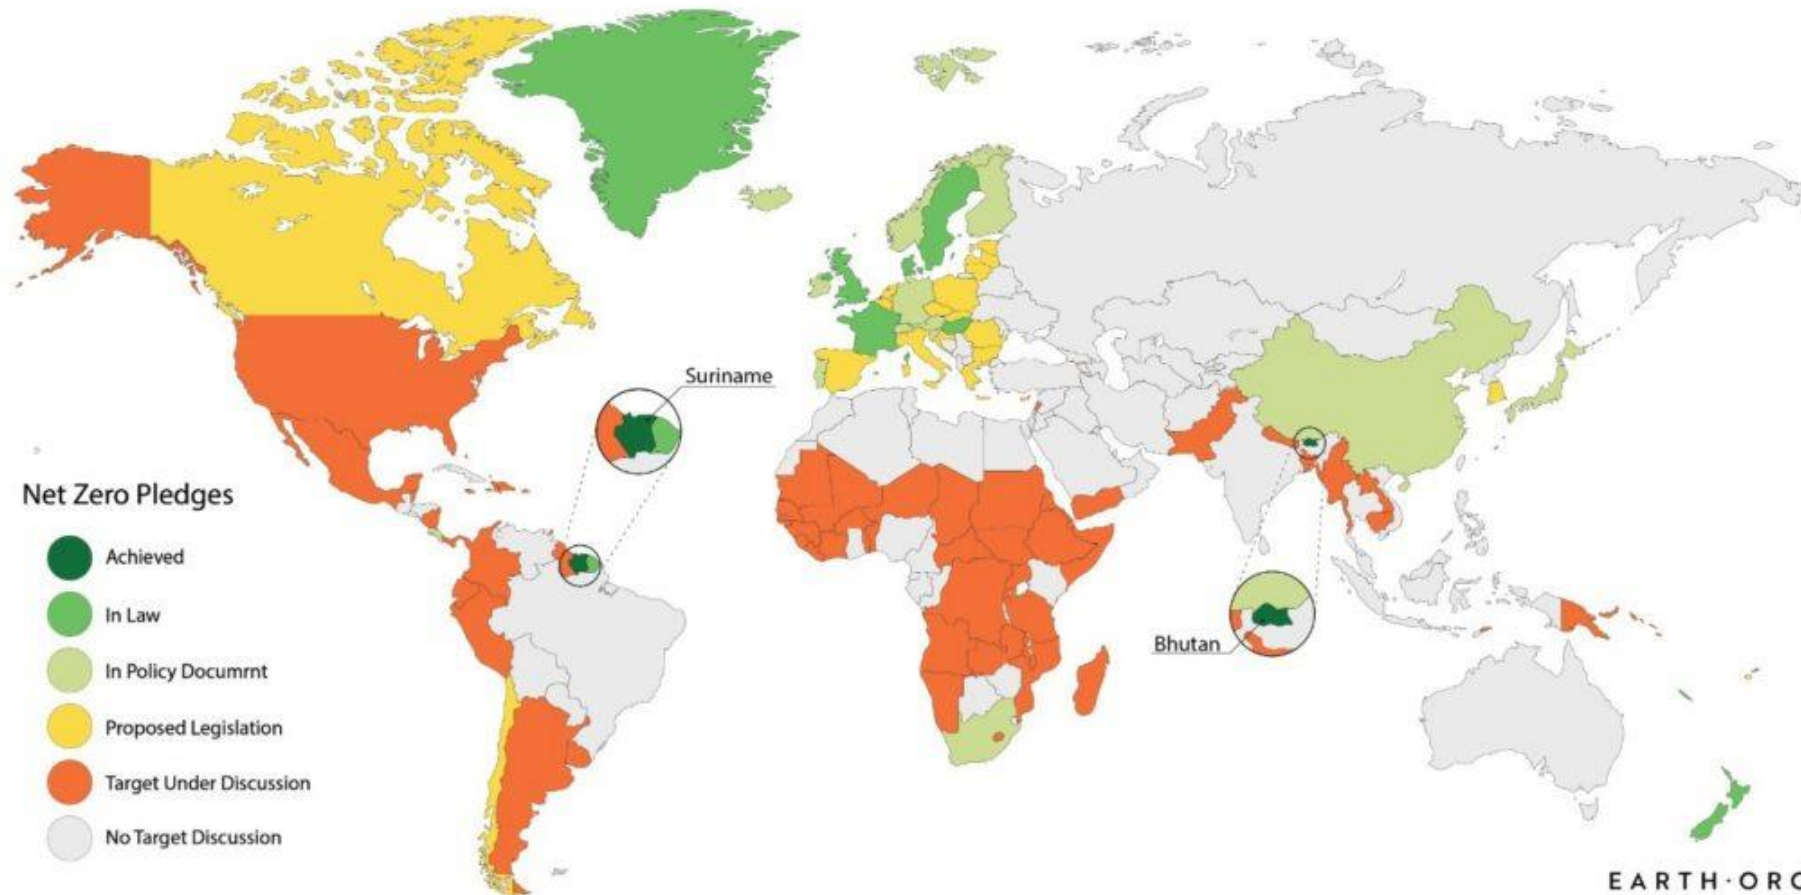 Suriname
Net Zero Pledges
Achieved
In Law
In Policy Documrnt
Proposed Legislation
Target Under Discussion
No Target Discussion
Bhutan
EARTH·ORG